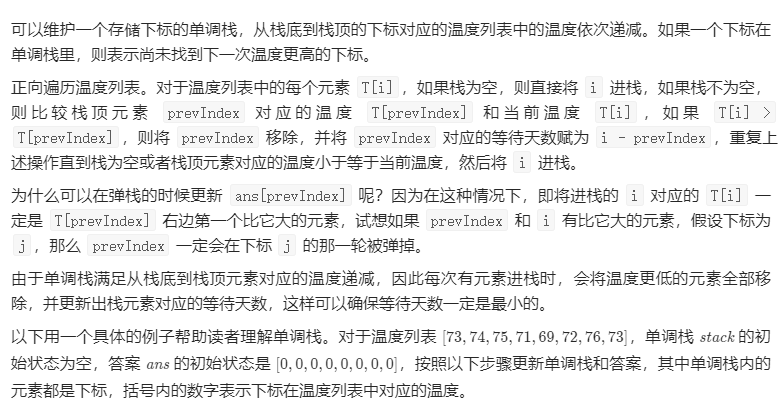 可以维护一个存储下标的单调栈，从栈底到栈顶的下标对应的温度列表中的温度依次递减。如果一个下标在
单调栈里，则表示尚未找到下一次温度更高的下标。
正向遍历温度列表。对于温度列表中的每个元素 T[i] ，如果栈为空，则直接将 i 进栈，如果栈不为空，
则比较栈顶元素 prevIndex 对应的温度 T[prevIndex] 和当前温度 T[i] ，如果 T[i] >
T[prevIndex] ，则将 prevIndex 移除，并将 prevIndex 对应的等待天数赋为 i - prevIndex ，重复上
述操作直到栈为空或者栈顶元素对应的温度小于等于当前温度，然后将 i 进栈。
为什么可以在弹栈的时候更新 ans[prevIndex] 呢？因为在这种情况下，即将进栈的 i 对应的 T[i] 一
定是 T[prevIndex] 右边第一个比它大的元素，试想如果 prevIndex 和 i 有比它大的元素，假设下标为
j ，那么 prevIndex 一定会在下标 j 的那一轮被弹掉。
由于单调栈满足从栈底到栈顶元素对应的温度递减，因此每次有元素进栈时，会将温度更低的元素全部移
除，并更新出栈元素对应的等待天数，这样可以确保等待天数一定是最小的。
以下用一个具体的例子帮助读者理解单调栈。对于温度列表 [73,74,75,71,69,72,76,73]，单调栈 stack 的初
始状态为空，答案 ans 的初始状态是 [0,0,0,0,0,0,0,0]，按照以下步骤更新单调栈和答案，其中单调栈内的
元素都是下标，括号内的数字表示下标在温度列表中对应的温度。